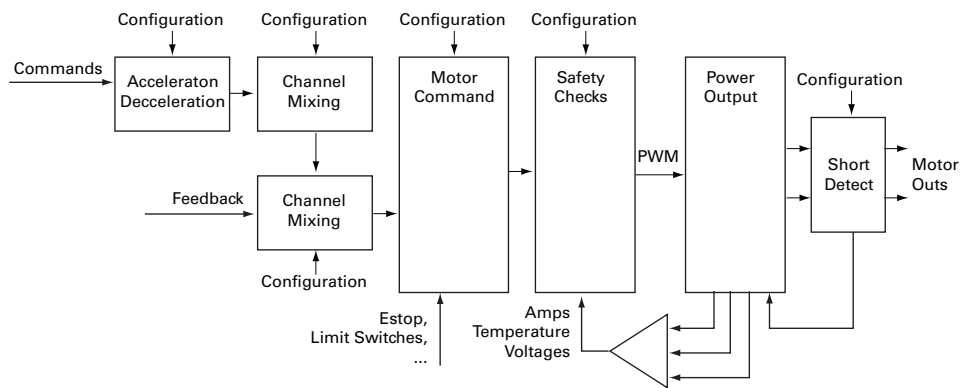 Configuration
Configuration
Configuration
Configuration
Commands
Acceleraton
Decceleration
Channel
Mixing
Motor
Command
Safety
Checks
Power
Output
Configuration
PWM
Short
Detect
Motor
Outs
Feedback
Channel
Mixing
Configuration
Estop,
Limit Switches,
...
Amps
Temperature
Voltages